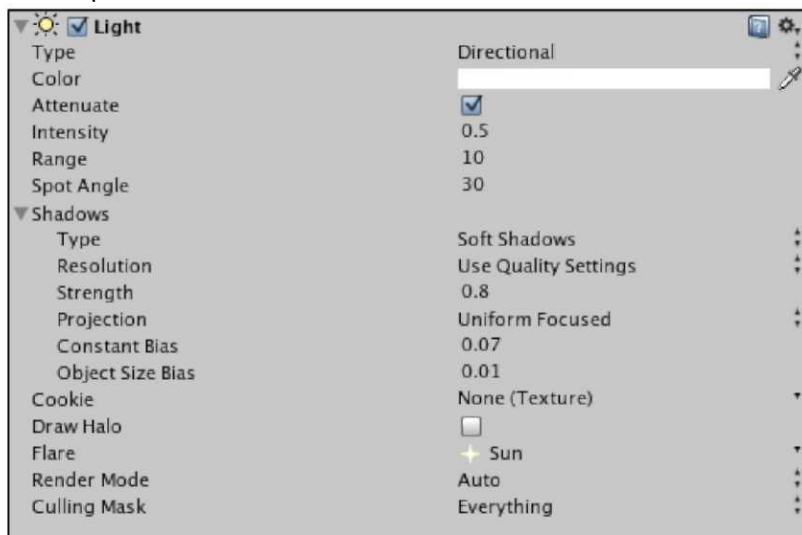 Light
Type Directional
Color
Attenuate
Intensity 0.5
Range 10
Spot Angle 30
Shadows
Type Soft Shadows
Resolution Use Quality Settings
Strength 0.8
Projection Uniform Focused
Constant Bias 0.07
Object Size Bias 0.01
Cookie None (Texture)
Draw Halo
Flare Sun
Render Mode Auto
Culling Mask Everything